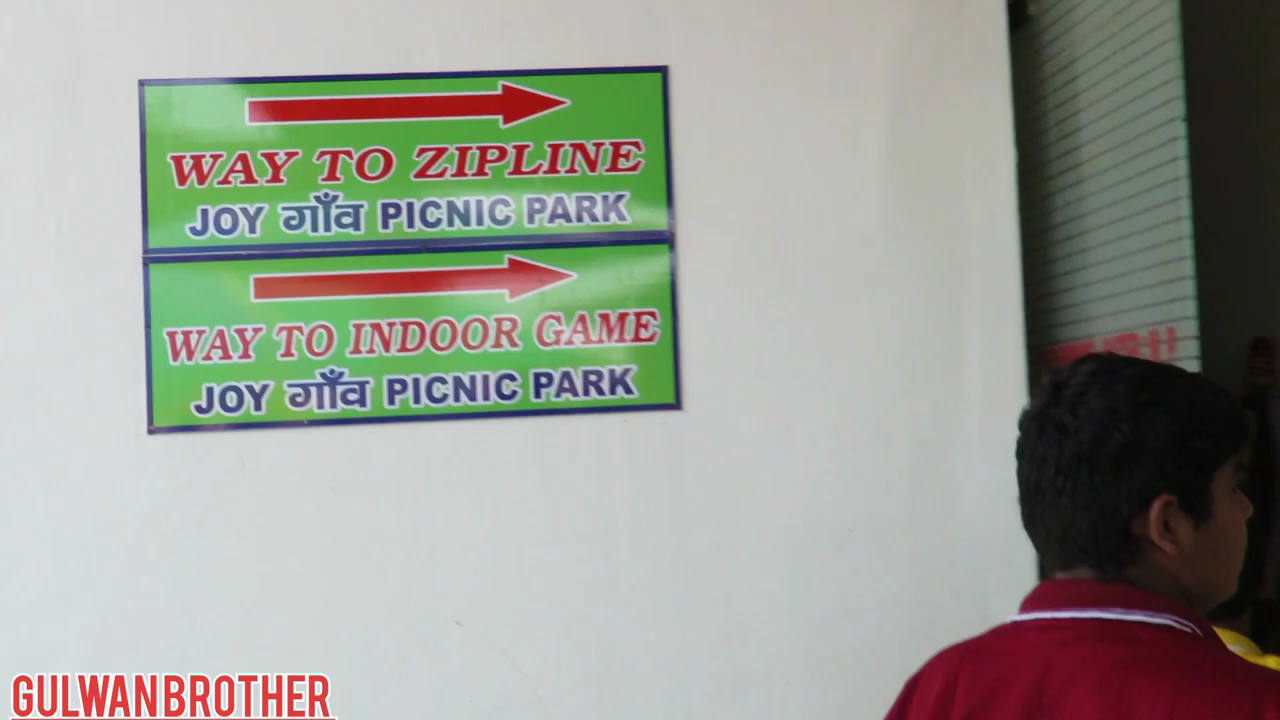 WAY TO ZIPLINE
JOY गाँव PICNIC PARK
WAY TO INDOOR GAME
JOY गाँव PICNIC PARK
GULWANBROTHER